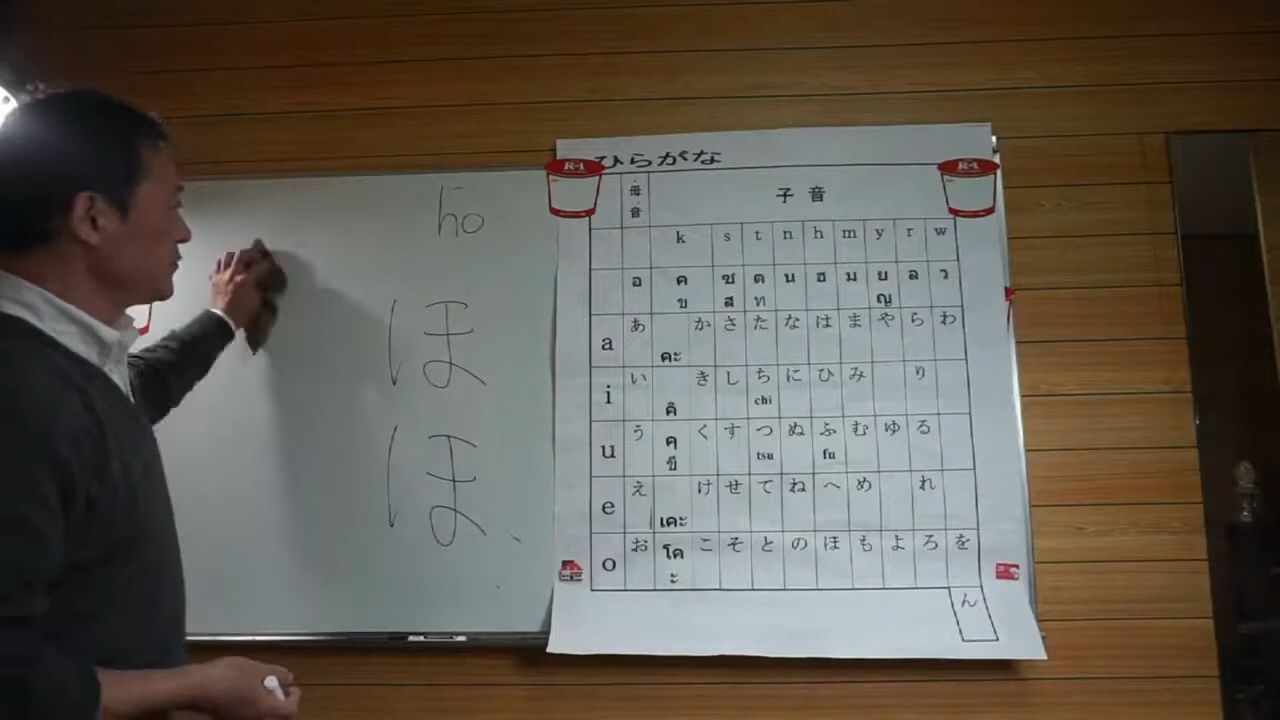 ho
ほ
ほ
R-1
R-1
ひらがな
母音
子音
k s t n h m y r w
อ ค ข ช ส ต ท น ฮ ม ย ญ ล ว
a あ คะ か さ た な は ま や ら わ
i い คิ き し ち chi に ひ み り
u う คุ ขึ く す つ tsu ぬ ふ fu む ゆ る
e え เคะ け せ て ね へ め れ
o お โคะ こ そ と の ほ も よ ろ を
ん